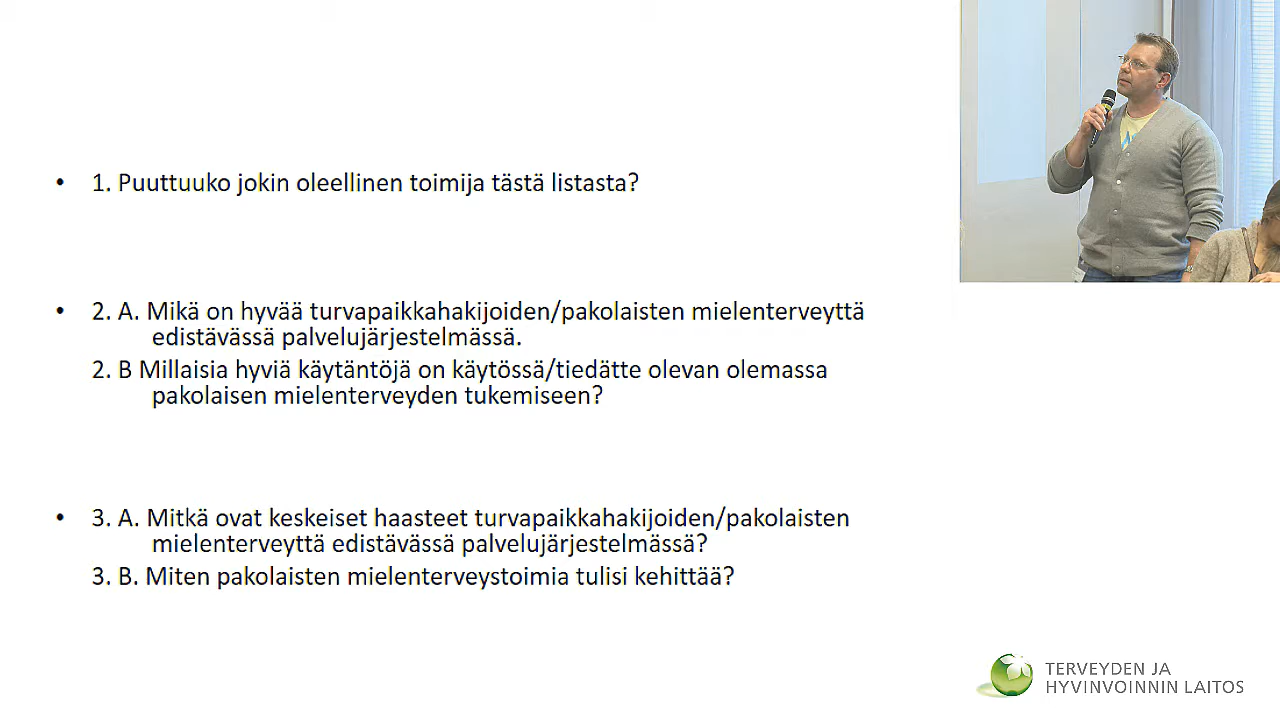 • 1. Puuttuuko jokin oleellinen toimija tästä listasta?
• 2. A. Mikä on hyvää turvapaikkahakijoiden/pakolaisten mielenterveyttä
edistävässä palvelujärjestelmässä.
2. B Millaisia hyviä käytäntöjä on käytössä/tiedätte olevan olemassa
pakolaisen mielenterveyden tukemiseen?
• 3. A. Mitkä ovat keskeiset haasteet turvapaikkahakijoiden/pakolaisten
mielenterveyttä edistävässä palvelujärjestelmässä?
3. B. Miten pakolaisten mielenterveystoimia tulisi kehittää?
TERVEYDEN JA
HYVINVOINNIN LAITOS